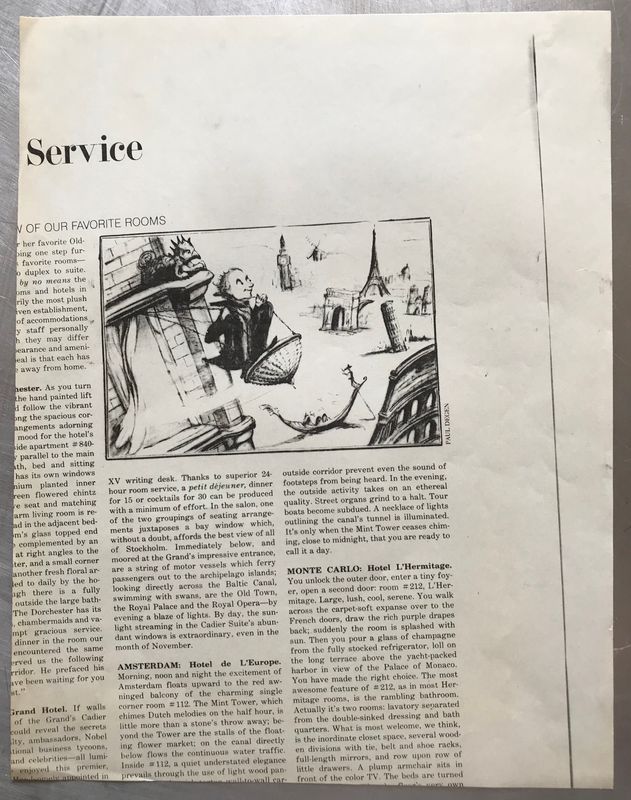 Service
W OF OUR FAVORITE ROOMS
r her favorite Old-
ping one step fur-
s favorite rooms—
o duplex to suite.
by no means the
oms and hotels in
rily the most plush
iven establishment,
of accommodations
y staff personally
h they may differ
pearance and ameni-
eal is that each has
e away from home.
hester. As you turn
the hand painted lift
d follow the vibrant
ong the spacious cor-
angements adorning
mood for the hotel's
ide apartment #840-
y parallel to the main
ath, bed and sitting
has its own windows
nium planted inner
reen flowered chintz
ve seat and matching
arm living room is re-
ad in the adjacent bed-
m's glass topped end
complemented by an
at right angles to the
ter, and a small corner
another fresh floral ar-
ed to daily by the ho-
gh there is a fully
outside the large bath-
The Dorchester has its
, chambermaids and va-
mpt gracious service.
dinner in the room our
encountered the same
erved us the following
rridor. He prefaced his
ave been waiting for you
Grand Hotel. If walls
of the Grand's Cadier
could reveal the secrets
ity, ambassadors, Nobel
tional business tycoons,
and celebrities—all lumi-
enjoyed this premier,
appointed in
PAUL DEGEN
XV writing desk. Thanks to superior 24-
hour room service, a petit déjeuner, dinner
for 15 or cocktails for 30 can be produced
with a minimum of effort. In the salon, one
of the two groupings of seating arrange-
ments juxtaposes a bay window which,
without a doubt, affords the best view of all
of Stockholm. Immediately below, and
moored at the Grand's impressive entrance,
are a string of motor vessels which ferry
passengers out to the archipelago islands;
looking directly across the Baltic Canal,
swimming with swans, are the Old Town,
the Royal Palace and the Royal Opera—by
evening a blaze of lights. By day, the sun-
light streaming in the Cadier Suite's abun-
dant windows is extraordinary, even in the
month of November.
AMSTERDAM: Hotel de L'Europe.
Morning, noon and night the excitement of
Amsterdam floats upward to the red aw-
ninged balcony of the charming single
corner room #112. The Mint Tower, which
chimes Dutch melodies on the half hour, is
little more than a stone's throw away; be-
yond the Tower are the stalls of the float-
ing flower market; on the canal directly
below flows the continuous water traffic.
Inside #112, a quiet understated elegance
prevails through the use of light wood pan-
wall-to-wall car-
outside corridor prevent even the sound of
footsteps from being heard. In the evening,
the outside activity takes on an ethereal
quality. Street organs grind to a halt. Tour
boats become subdued. A necklace of lights
outlining the canal's tunnel is illuminated.
It's only when the Mint Tower ceases chim-
ing, close to midnight, that you are ready to
call it a day.
MONTE CARLO: Hotel L'Hermitage.
You unlock the outer door, enter a tiny foy-
er, open a second door: room #212, L'Her-
mitage. Large, lush, cool, serene. You walk
across the carpet-soft expanse over to the
French doors, draw the rich purple drapes
back; suddenly the room is splashed with
sun. Then you pour a glass of champagne
from the fully stocked refrigerator, loll on
the long terrace above the yacht-packed
harbor in view of the Palace of Monaco.
You have made the right choice. The most
awesome feature of #212, as in most Her-
mitage rooms, is the rambling bathroom.
Actually it's two rooms: lavatory separated
from the double-sinked dressing and bath
quarters. What is most welcome, we think,
is the inordinate closet space, several wood-
en divisions with tie, belt and shoe racks,
full-length mirrors, and row upon row of
little drawers. A plump armchair sits in
front of the color TV. The beds are turned